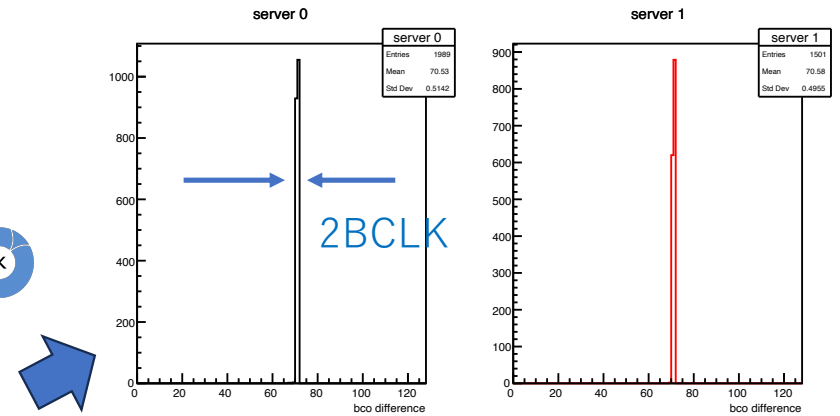 server 0
server 0
Entries 1989
Mean 70.53
Std Dev 0.5142
1000
800
600
400
200
0
0 20 40 60 80 100 120
bco difference
2BCLK
K
server 1
server 1
Entries 1501
Mean 70.58
Std Dev 0.4955
900
800
700
600
500
400
300
200
100
0
0 20 40 60 80 100 120
bco difference